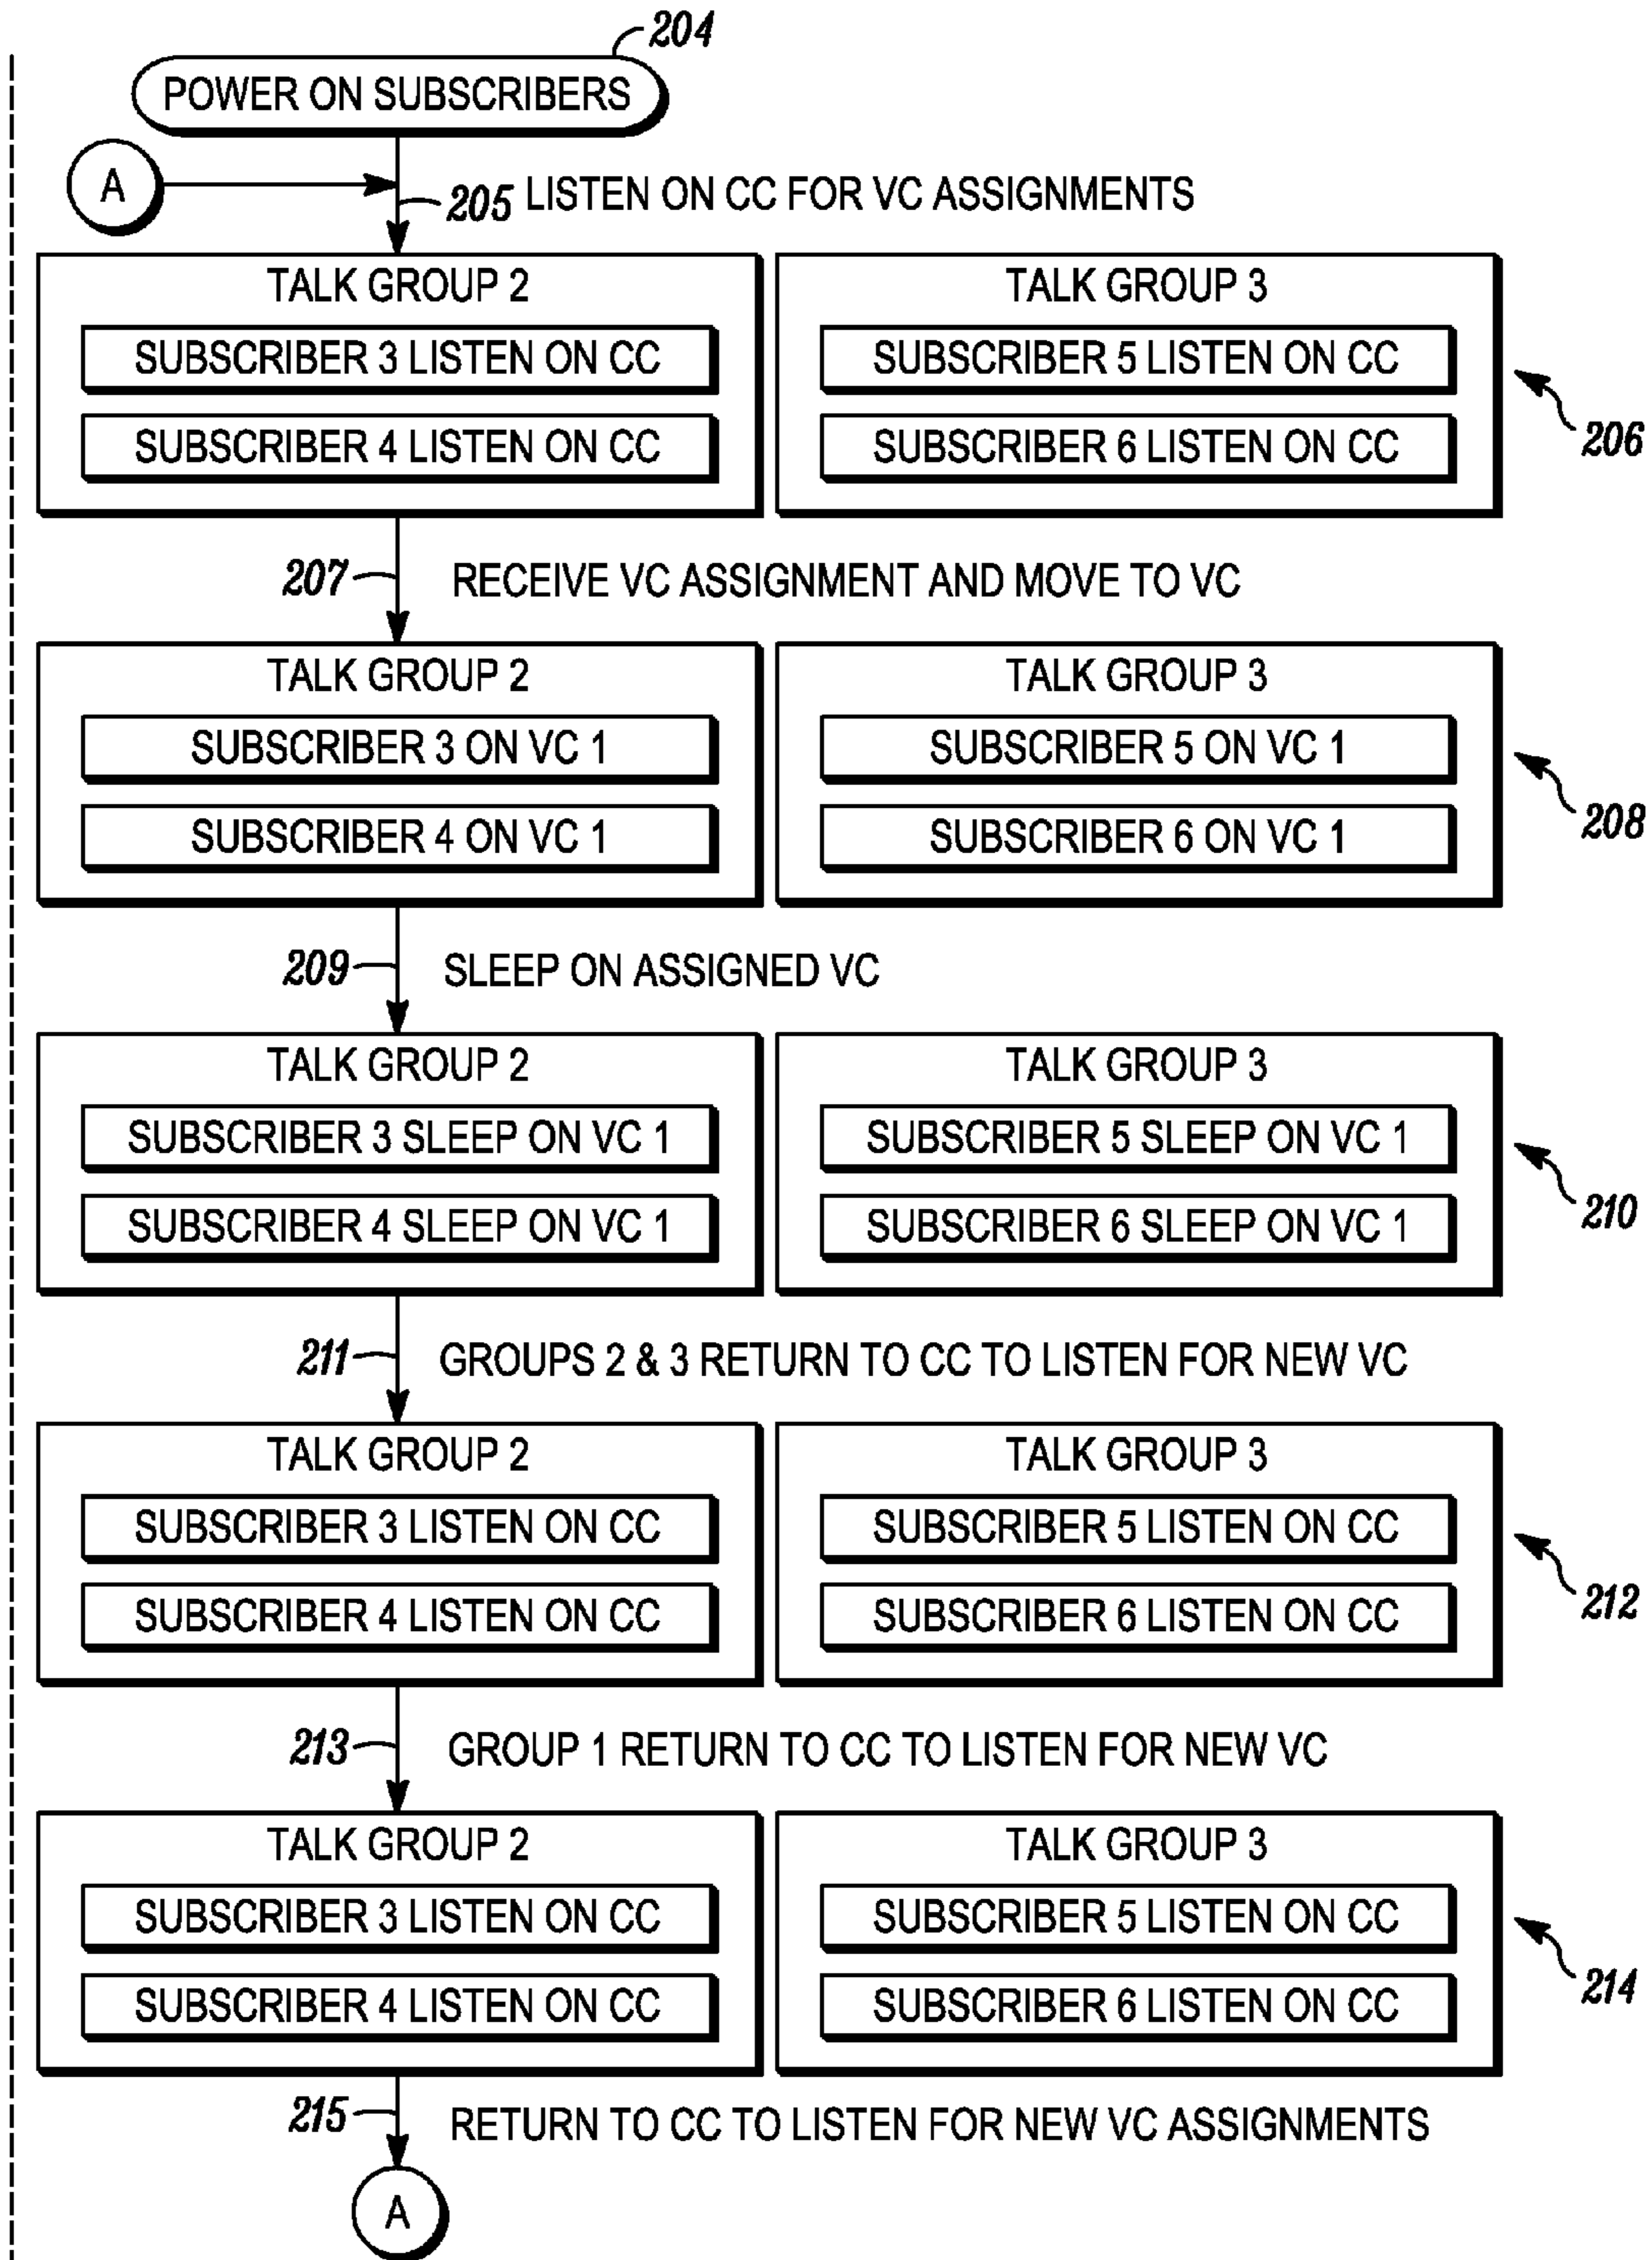 204
POWER ON SUBSCRIBERS
A
205 LISTEN ON CC FOR VC ASSIGNMENTS
TALK GROUP 2
SUBSCRIBER 3 LISTEN ON CC
SUBSCRIBER 4 LISTEN ON CC
TALK GROUP 3
SUBSCRIBER 5 LISTEN ON CC
SUBSCRIBER 6 LISTEN ON CC
206
207 RECEIVE VC ASSIGNMENT AND MOVE TO VC
TALK GROUP 2
SUBSCRIBER 3 ON VC 1
SUBSCRIBER 4 ON VC 1
TALK GROUP 3
SUBSCRIBER 5 ON VC 1
SUBSCRIBER 6 ON VC 1
208
209 SLEEP ON ASSIGNED VC
TALK GROUP 2
SUBSCRIBER 3 SLEEP ON VC 1
SUBSCRIBER 4 SLEEP ON VC 1
TALK GROUP 3
SUBSCRIBER 5 SLEEP ON VC 1
SUBSCRIBER 6 SLEEP ON VC 1
210
211 GROUPS 2 & 3 RETURN TO CC TO LISTEN FOR NEW VC
TALK GROUP 2
SUBSCRIBER 3 LISTEN ON CC
SUBSCRIBER 4 LISTEN ON CC
TALK GROUP 3
SUBSCRIBER 5 LISTEN ON CC
SUBSCRIBER 6 LISTEN ON CC
212
213 GROUP 1 RETURN TO CC TO LISTEN FOR NEW VC
TALK GROUP 2
SUBSCRIBER 3 LISTEN ON CC
SUBSCRIBER 4 LISTEN ON CC
TALK GROUP 3
SUBSCRIBER 5 LISTEN ON CC
SUBSCRIBER 6 LISTEN ON CC
214
215 RETURN TO CC TO LISTEN FOR NEW VC ASSIGNMENTS
A